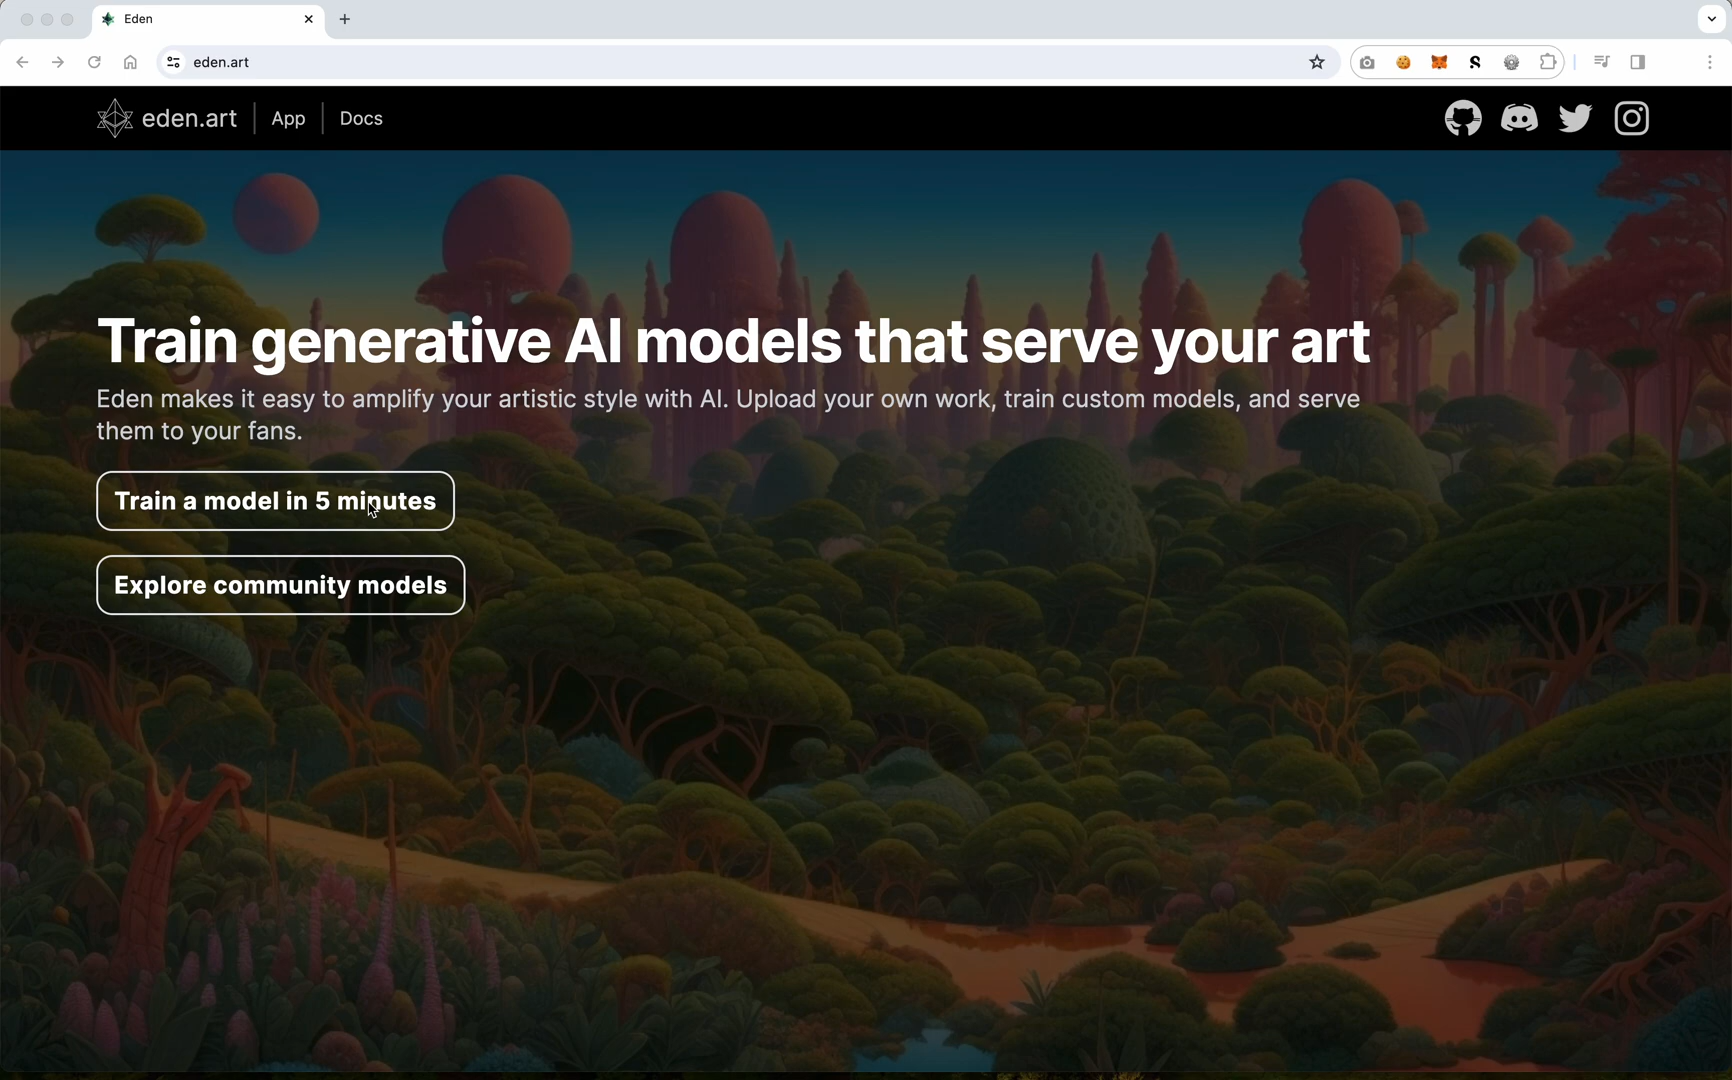 Eden
eden.art
eden.art
App
Docs
Train generative AI models that serve your art
Eden makes it easy to amplify your artistic style with AI. Upload your own work, train custom models, and serve
them to your fans.
Train a model in 5 minutes
Explore community models